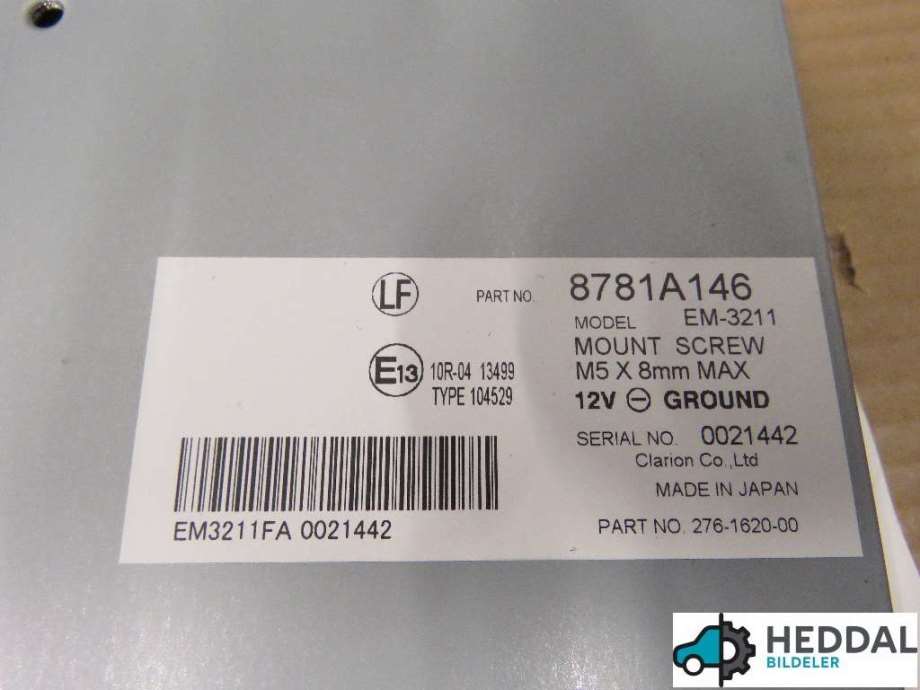 LF
PART NO. 8781A146
MODEL EM-3211
MOUNT SCREW
M5 X 8mm MAX
12V ⊖ GROUND
E13 10R-04 13499
TYPE 104529
SERIAL NO. 0021442
Clarion Co.,Ltd
MADE IN JAPAN
EM3211FA 0021442
PART NO. 276-1620-00
HEDDAL
BILDELER